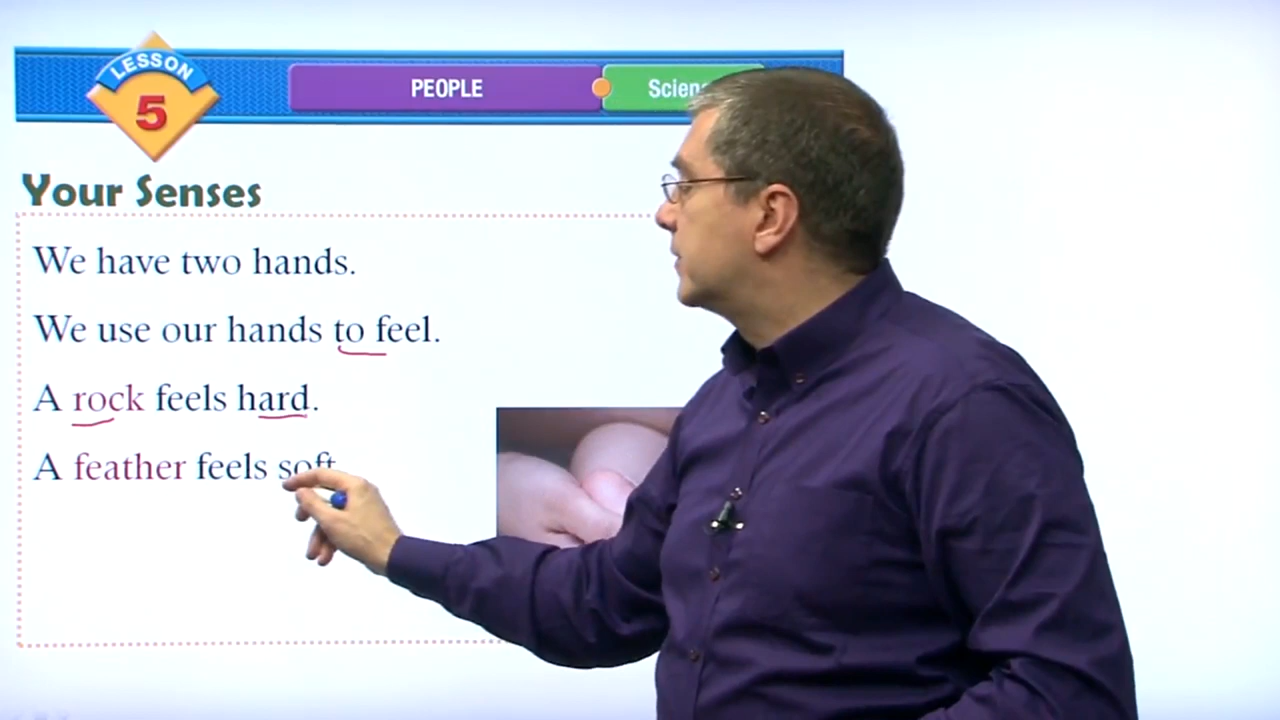 LESSON
5
PEOPLE
Your Senses
We have two hands.
We use our hands to feel.
A rock feels hard.
A feather feels soft